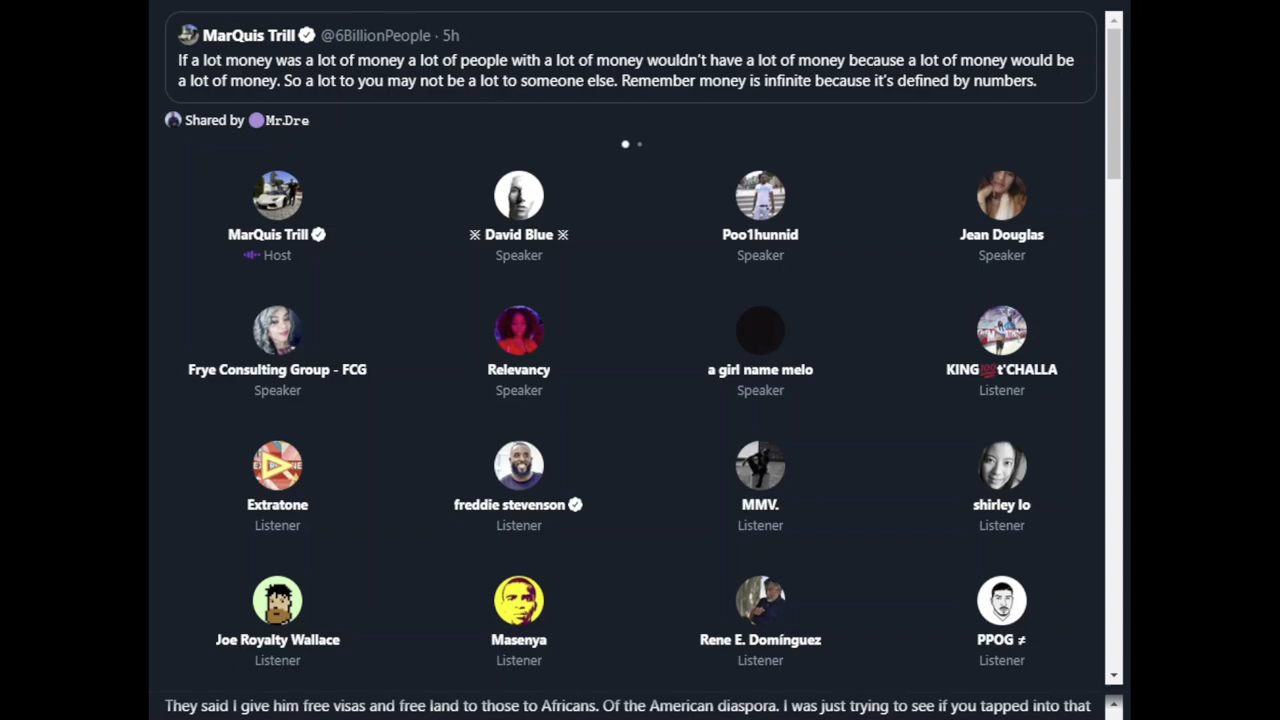 MarQuis Trill @6BillionPeople · 5h
If a lot money was a lot of money a lot of people with a lot of money wouldn't have a lot of money because a lot of money would be
a lot of money. So a lot to you may not be a lot to someone else. Remember money is infinite because it's defined by numbers.
Shared by Mr.Dre
MarQuis Trill
Host
※ David Blue ※
Speaker
Poo1hunnid
Speaker
Jean Douglas
Speaker
Frye Consulting Group - FCG
Speaker
Relevancy
Speaker
a girl name melo
Speaker
KING💯t'CHALLA
Listener
Extratone
Listener
freddie stevenson
Listener
MMV.
Listener
shirley lo
Listener
Joe Royalty Wallace
Listener
Masenya
Listener
Rene E. Domínguez
Listener
PPOG ≠
Listener
They said I give him free visas and free land to those to Africans. Of the American diaspora. I was just trying to see if you tapped into that